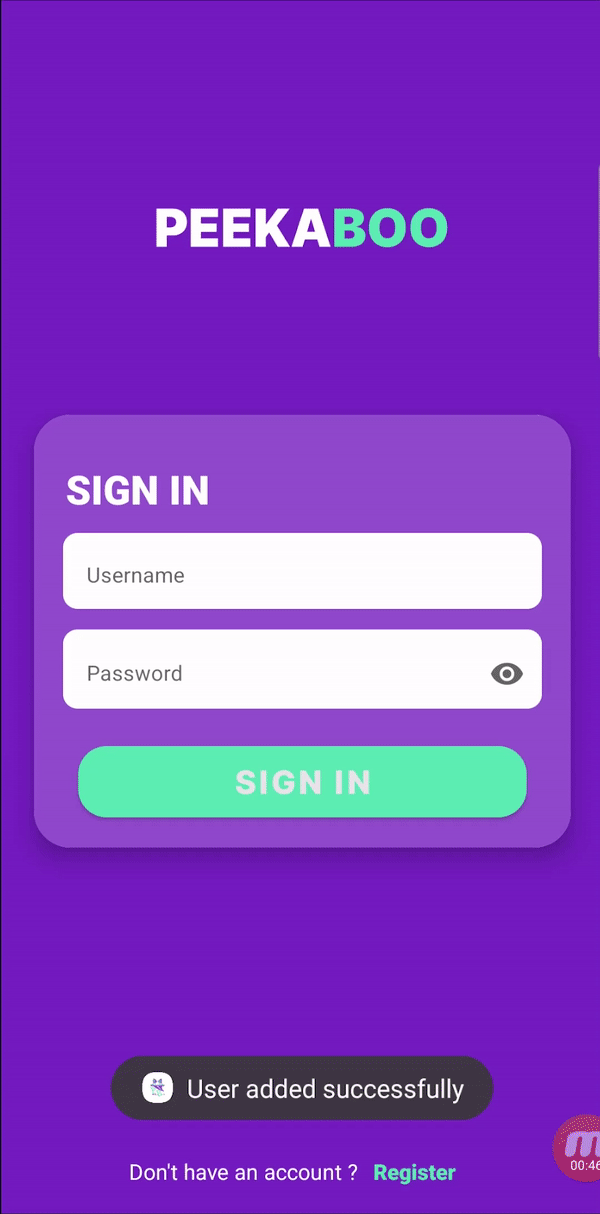 PEEKABOO
SIGN IN
Username
Password
SIGN IN
User added successfully
Don't have an account ? Register
00:46